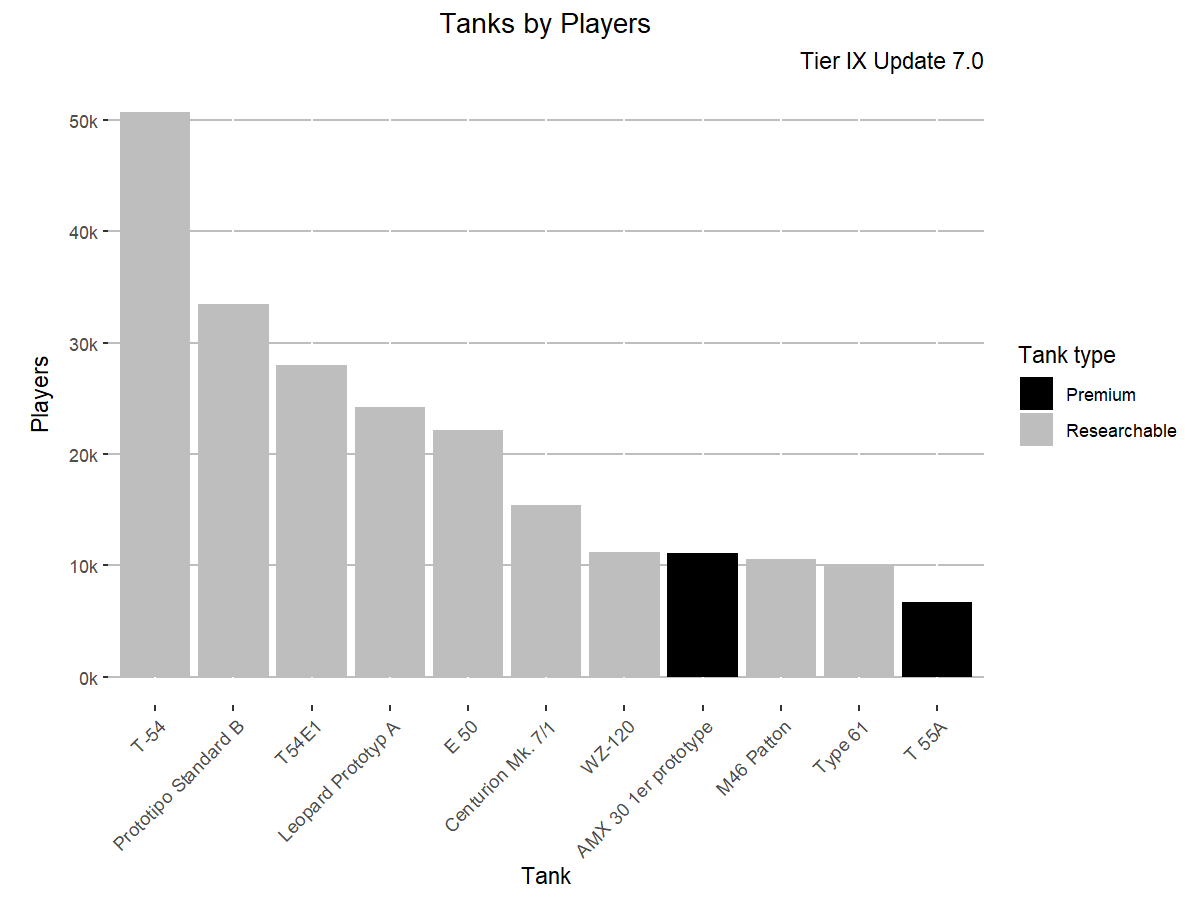 Tanks by Players
Tier IX Update 7.0
Players
50k
40k
30k
20k
10k
0k
T-54
Prototipo Standard B
T54E1
Leopard Prototyp A
E 50
Centurion Mk. 7/1
WZ-120
AMX 30 1er prototype
M46 Patton
Type 61
T 55A
Tank
Tank type
Premium
Researchable